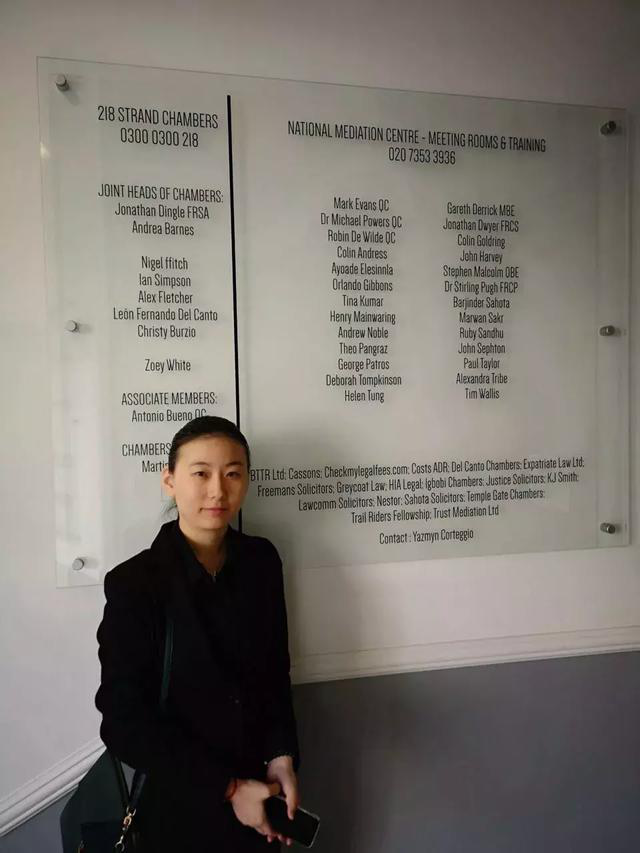 218 STRAND CHAMBERS
0300 0300 218
JOINT HEADS OF CHAMBERS:
Jonathan Dingle FRSA
Andrea Barnes
Nigel ffitch
Ian Simpson
Alex Fletcher
León Fernando Del Canto
Christy Burzio
Zoey White
ASSOCIATE MEMBERS:
Antonio Bueno QC
CHAMBERS
NATIONAL MEDIATION CENTRE - MEETING ROOMS & TRAINING
020 7353 3936
Mark Evans QC
Dr Michael Powers QC
Robin De Wilde QC
Colin Andress
Ayoade Elesinnla
Orlando Gibbons
Tina Kumar
Henry Mainwaring
Andrew Noble
Theo Pangraz
George Patros
Deborah Tompkinson
Helen Tung
Gareth Derrick MBE
Jonathan Dwyer FRCS
Colin Goldring
John Harvey
Stephen Malcolm OBE
Dr Stirling Pugh FRCP
Barjinder Sahota
Marwan Sakr
Ruby Sandhu
John Sephton
Paul Taylor
Alexandra Tribe
Tim Wallis
BTTR Ltd; Cassons; Checkmylegalfees.com; Costs ADR; Del Canto Chambers; Expatriate Law Ltd;
Freemans Solicitors; Greycoat Law; HIA Legal; Igbobi Chambers; Justice Solicitors; KJ Smith;
Lawcomm Solicitors; Nestor; Sahota Solicitors; Temple Gate Chambers;
Trail Riders Fellowship; Trust Mediation Ltd
Contact : Yazmyn Corteggio